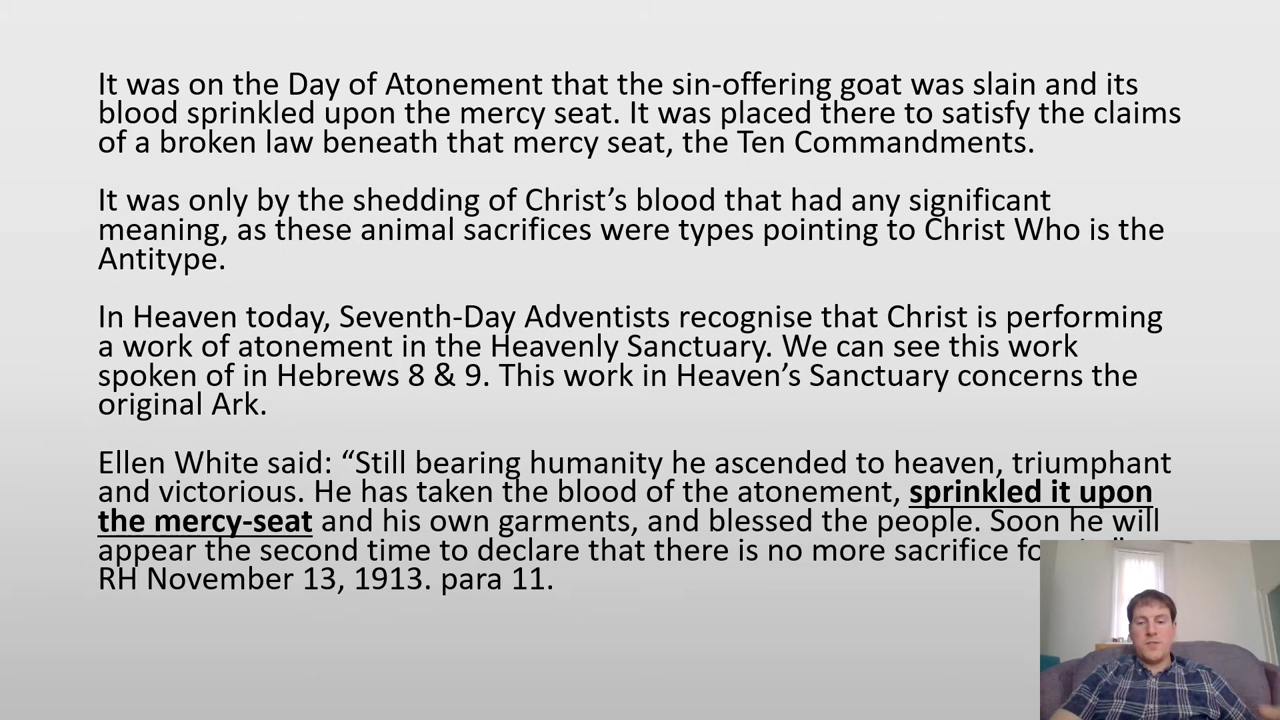 It was on the Day of Atonement that the sin-offering goat was slain and its
blood sprinkled upon the mercy seat. It was placed there to satisfy the claims
of a broken law beneath that mercy seat, the Ten Commandments.
It was only by the shedding of Christ’s blood that had any significant
meaning, as these animal sacrifices were types pointing to Christ Who is the
Antitype.
In Heaven today, Seventh-Day Adventists recognise that Christ is performing
a work of atonement in the Heavenly Sanctuary. We can see this work
spoken of in Hebrews 8 & 9. This work in Heaven’s Sanctuary concerns the
original Ark.
Ellen White said: “Still bearing humanity he ascended to heaven, triumphant
and victorious. He has taken the blood of the atonement, sprinkled it upon
the mercy-seat and his own garments, and blessed the people. Soon he will
appear the second time to declare that there is no more sacrifice
RH November 13, 1913. para 11.